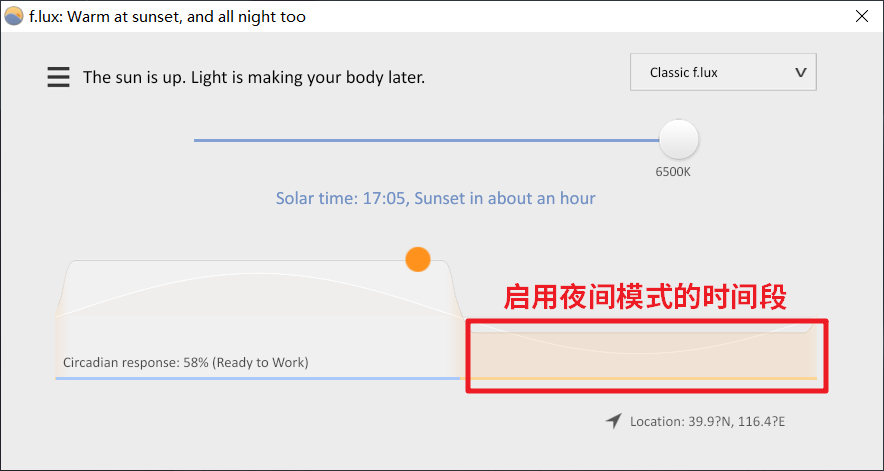 f.lux: Warm at sunset, and all night too
The sun is up. Light is making your body later.
Classic f.lux
6500K
Solar time: 17:05, Sunset in about an hour
启用夜间模式的时间段
Circadian response: 58% (Ready to Work)
Location: 39.9?N, 116.4?E